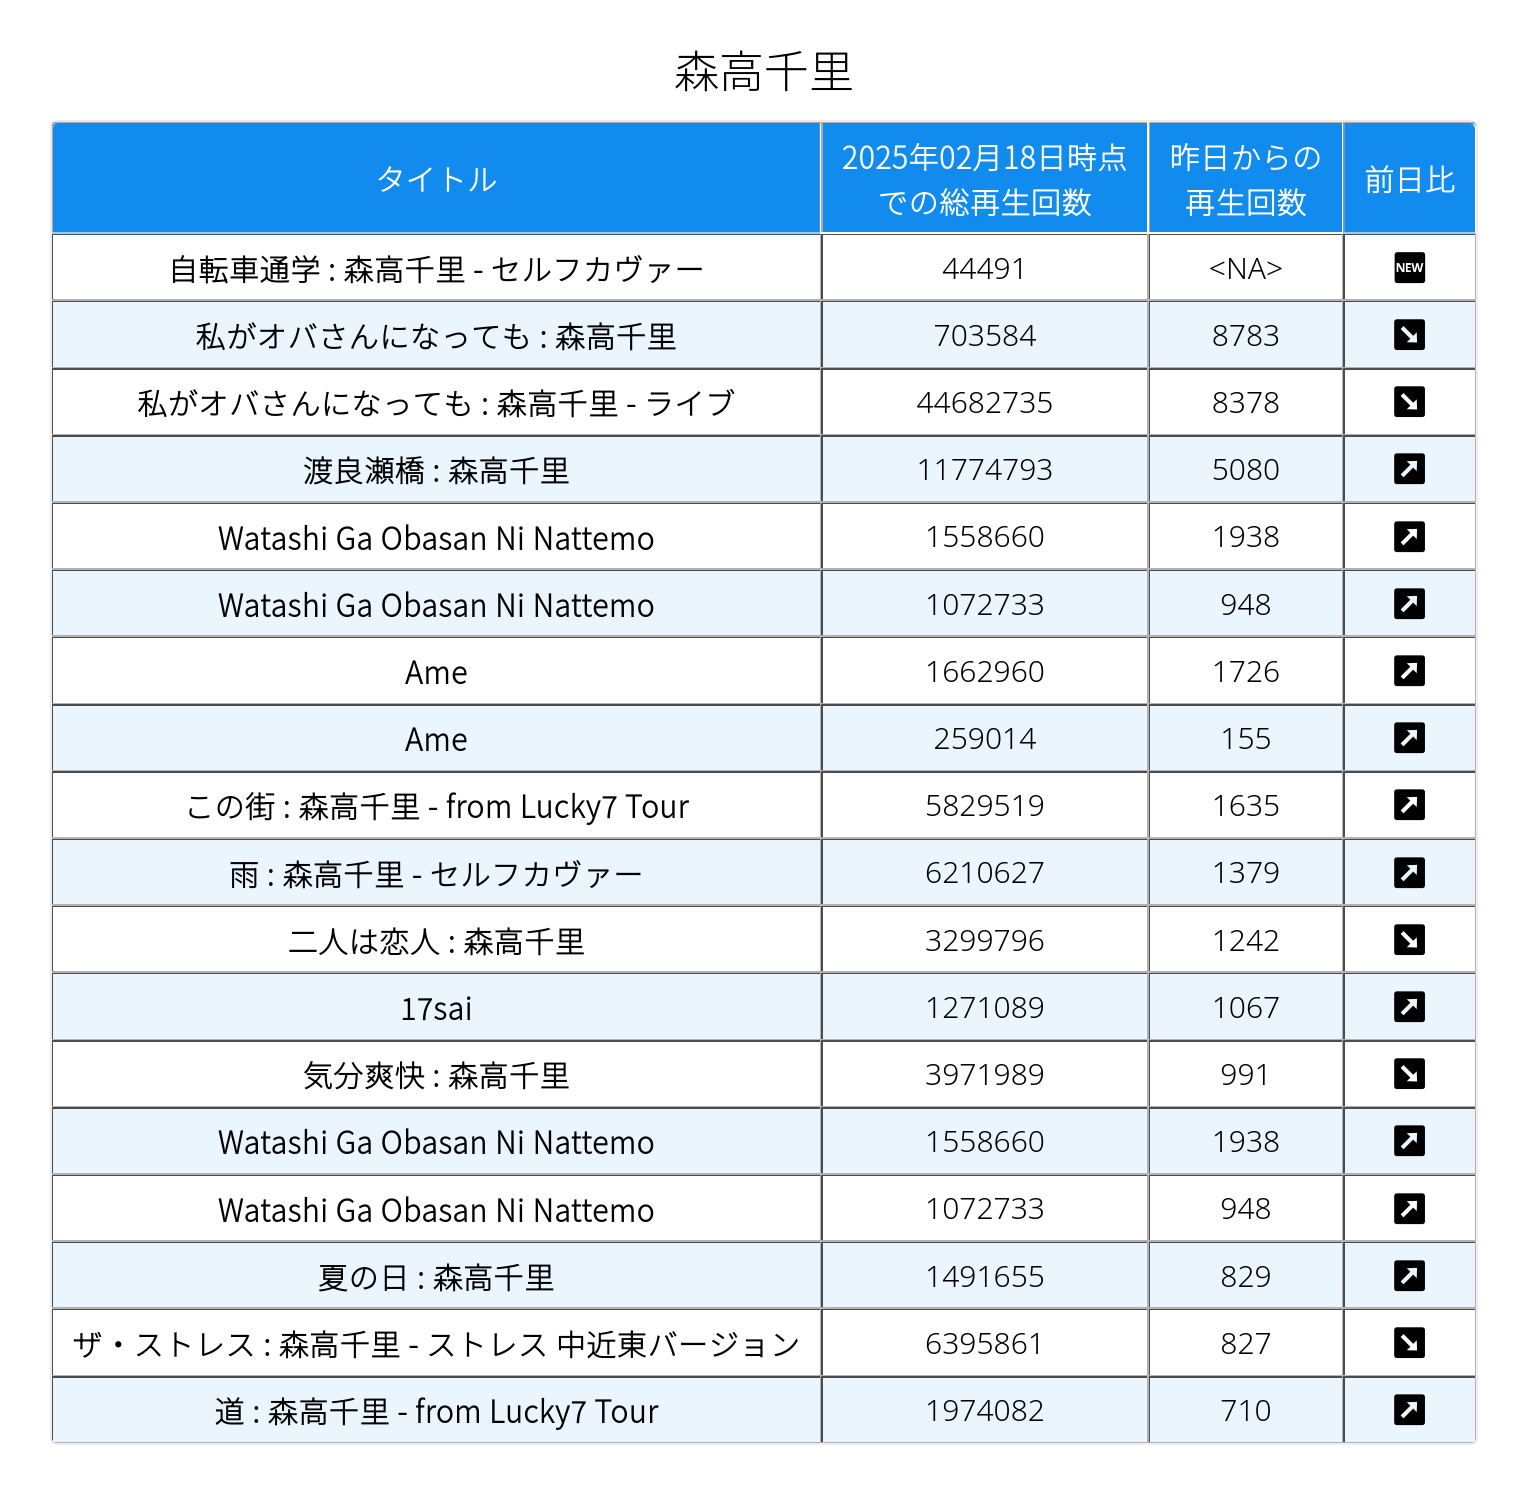 森高千里
タイトル 2025年02月18日時点での総再生回数 昨日からの再生回数 前日比
自転車通学 : 森高千里 - セルフカヴァー 44491 <NA> NEW
私がオバさんになっても : 森高千里 703584 8783
私がオバさんになっても : 森高千里 - ライブ 44682735 8378
渡良瀬橋 : 森高千里 11774793 5080
Watashi Ga Obasan Ni Nattemo 1558660 1938
Watashi Ga Obasan Ni Nattemo 1072733 948
Ame 1662960 1726
Ame 259014 155
この街 : 森高千里 - from Lucky7 Tour 5829519 1635
雨 : 森高千里 - セルフカヴァー 6210627 1379
二人は恋人 : 森高千里 3299796 1242
17sai 1271089 1067
気分爽快 : 森高千里 3971989 991
Watashi Ga Obasan Ni Nattemo 1558660 1938
Watashi Ga Obasan Ni Nattemo 1072733 948
夏の日 : 森高千里 1491655 829
ザ・ストレス : 森高千里 - ストレス 中近東バージョン 6395861 827
道 : 森高千里 - from Lucky7 Tour 1974082 710